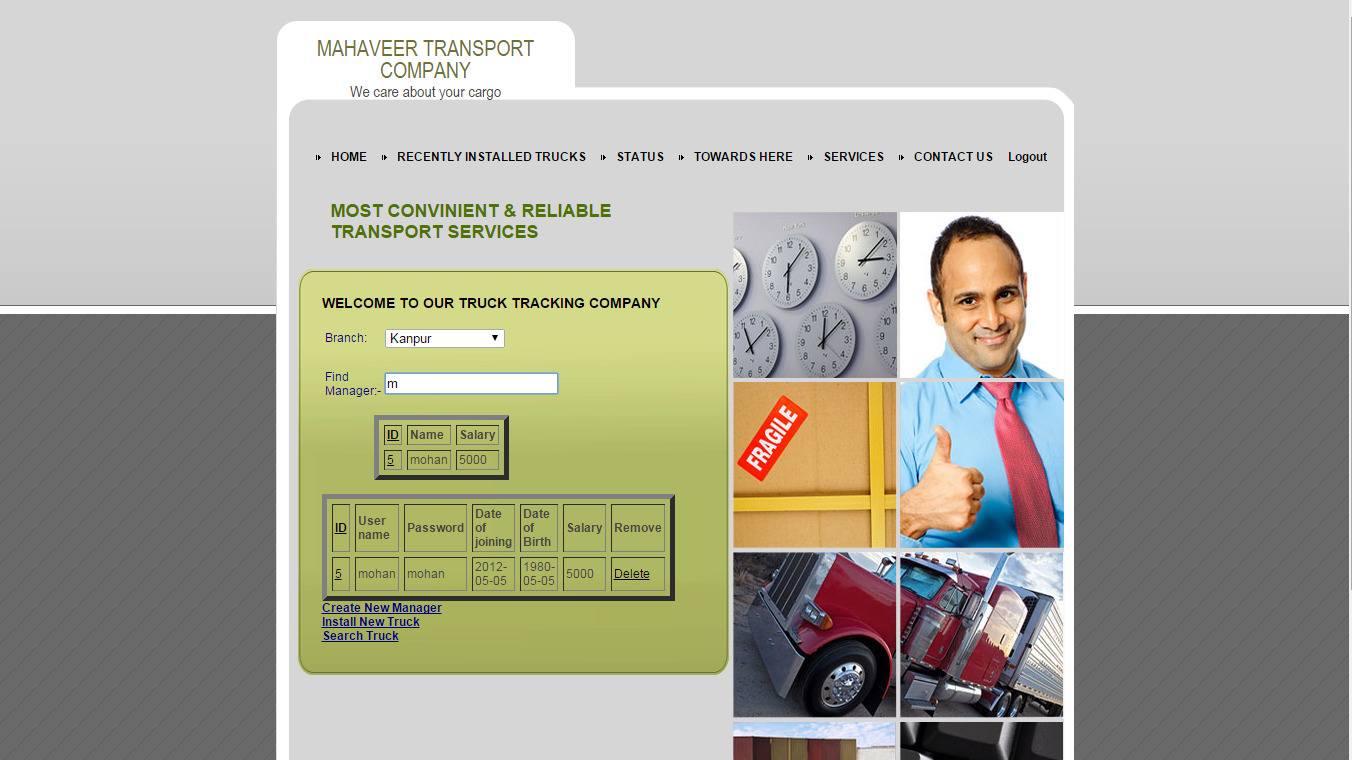 MAHAVEER TRANSPORT
COMPANY
We care about your cargo
HOME RECENTLY INSTALLED TRUCKS STATUS TOWARDS HERE SERVICES CONTACT US Logout
MOST CONVINIENT & RELIABLE
TRANSPORT SERVICES
WELCOME TO OUR TRUCK TRACKING COMPANY
Branch: Kanpur
Find
Manager:- m
ID Name Salary
5 mohan 5000
ID User name Password Date of joining Date of Birth Salary Remove
5 mohan mohan 2012-05-05 1980-05-05 5000 Delete
Create New Manager
Install New Truck
Search Truck
FRAGILE